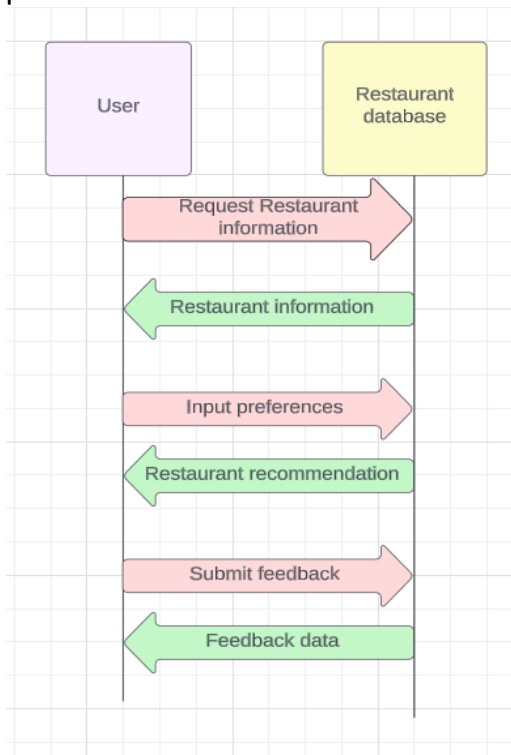 User
Restaurant
database
Request Restaurant
information
Restaurant information
Input preferences
Restaurant recommendation
Submit feedback
Feedback data